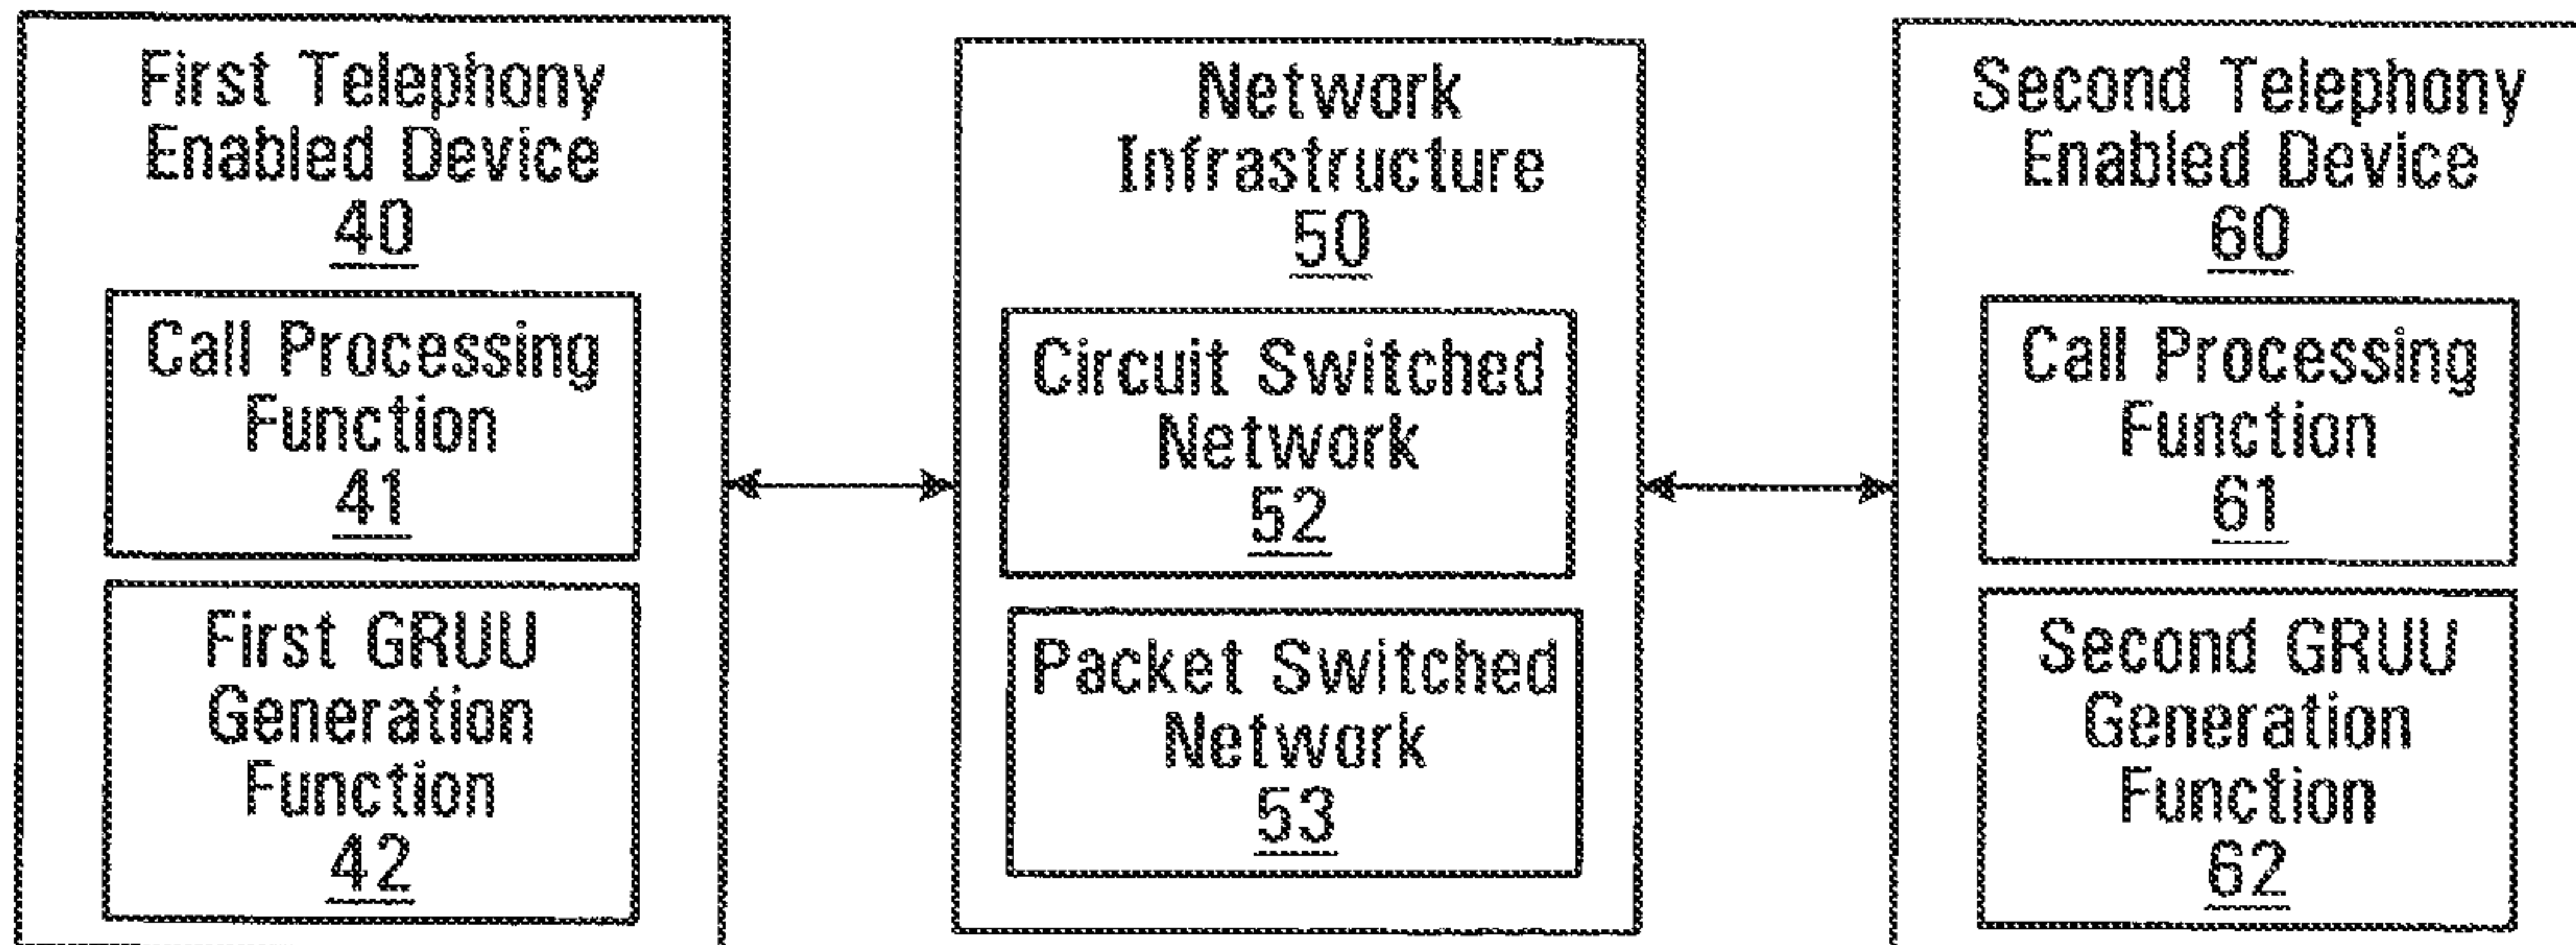 First Telephony
Enabled Device
40
Call Processing
Function
41
First GRUU
Generation
Function
42
Network
Infrastructure
50
Circuit Switched
Network
52
Packet Switched
Network
53
Second Telephony
Enabled Device
60
Call Processing
Function
61
Second GRUU
Generation
Function
62